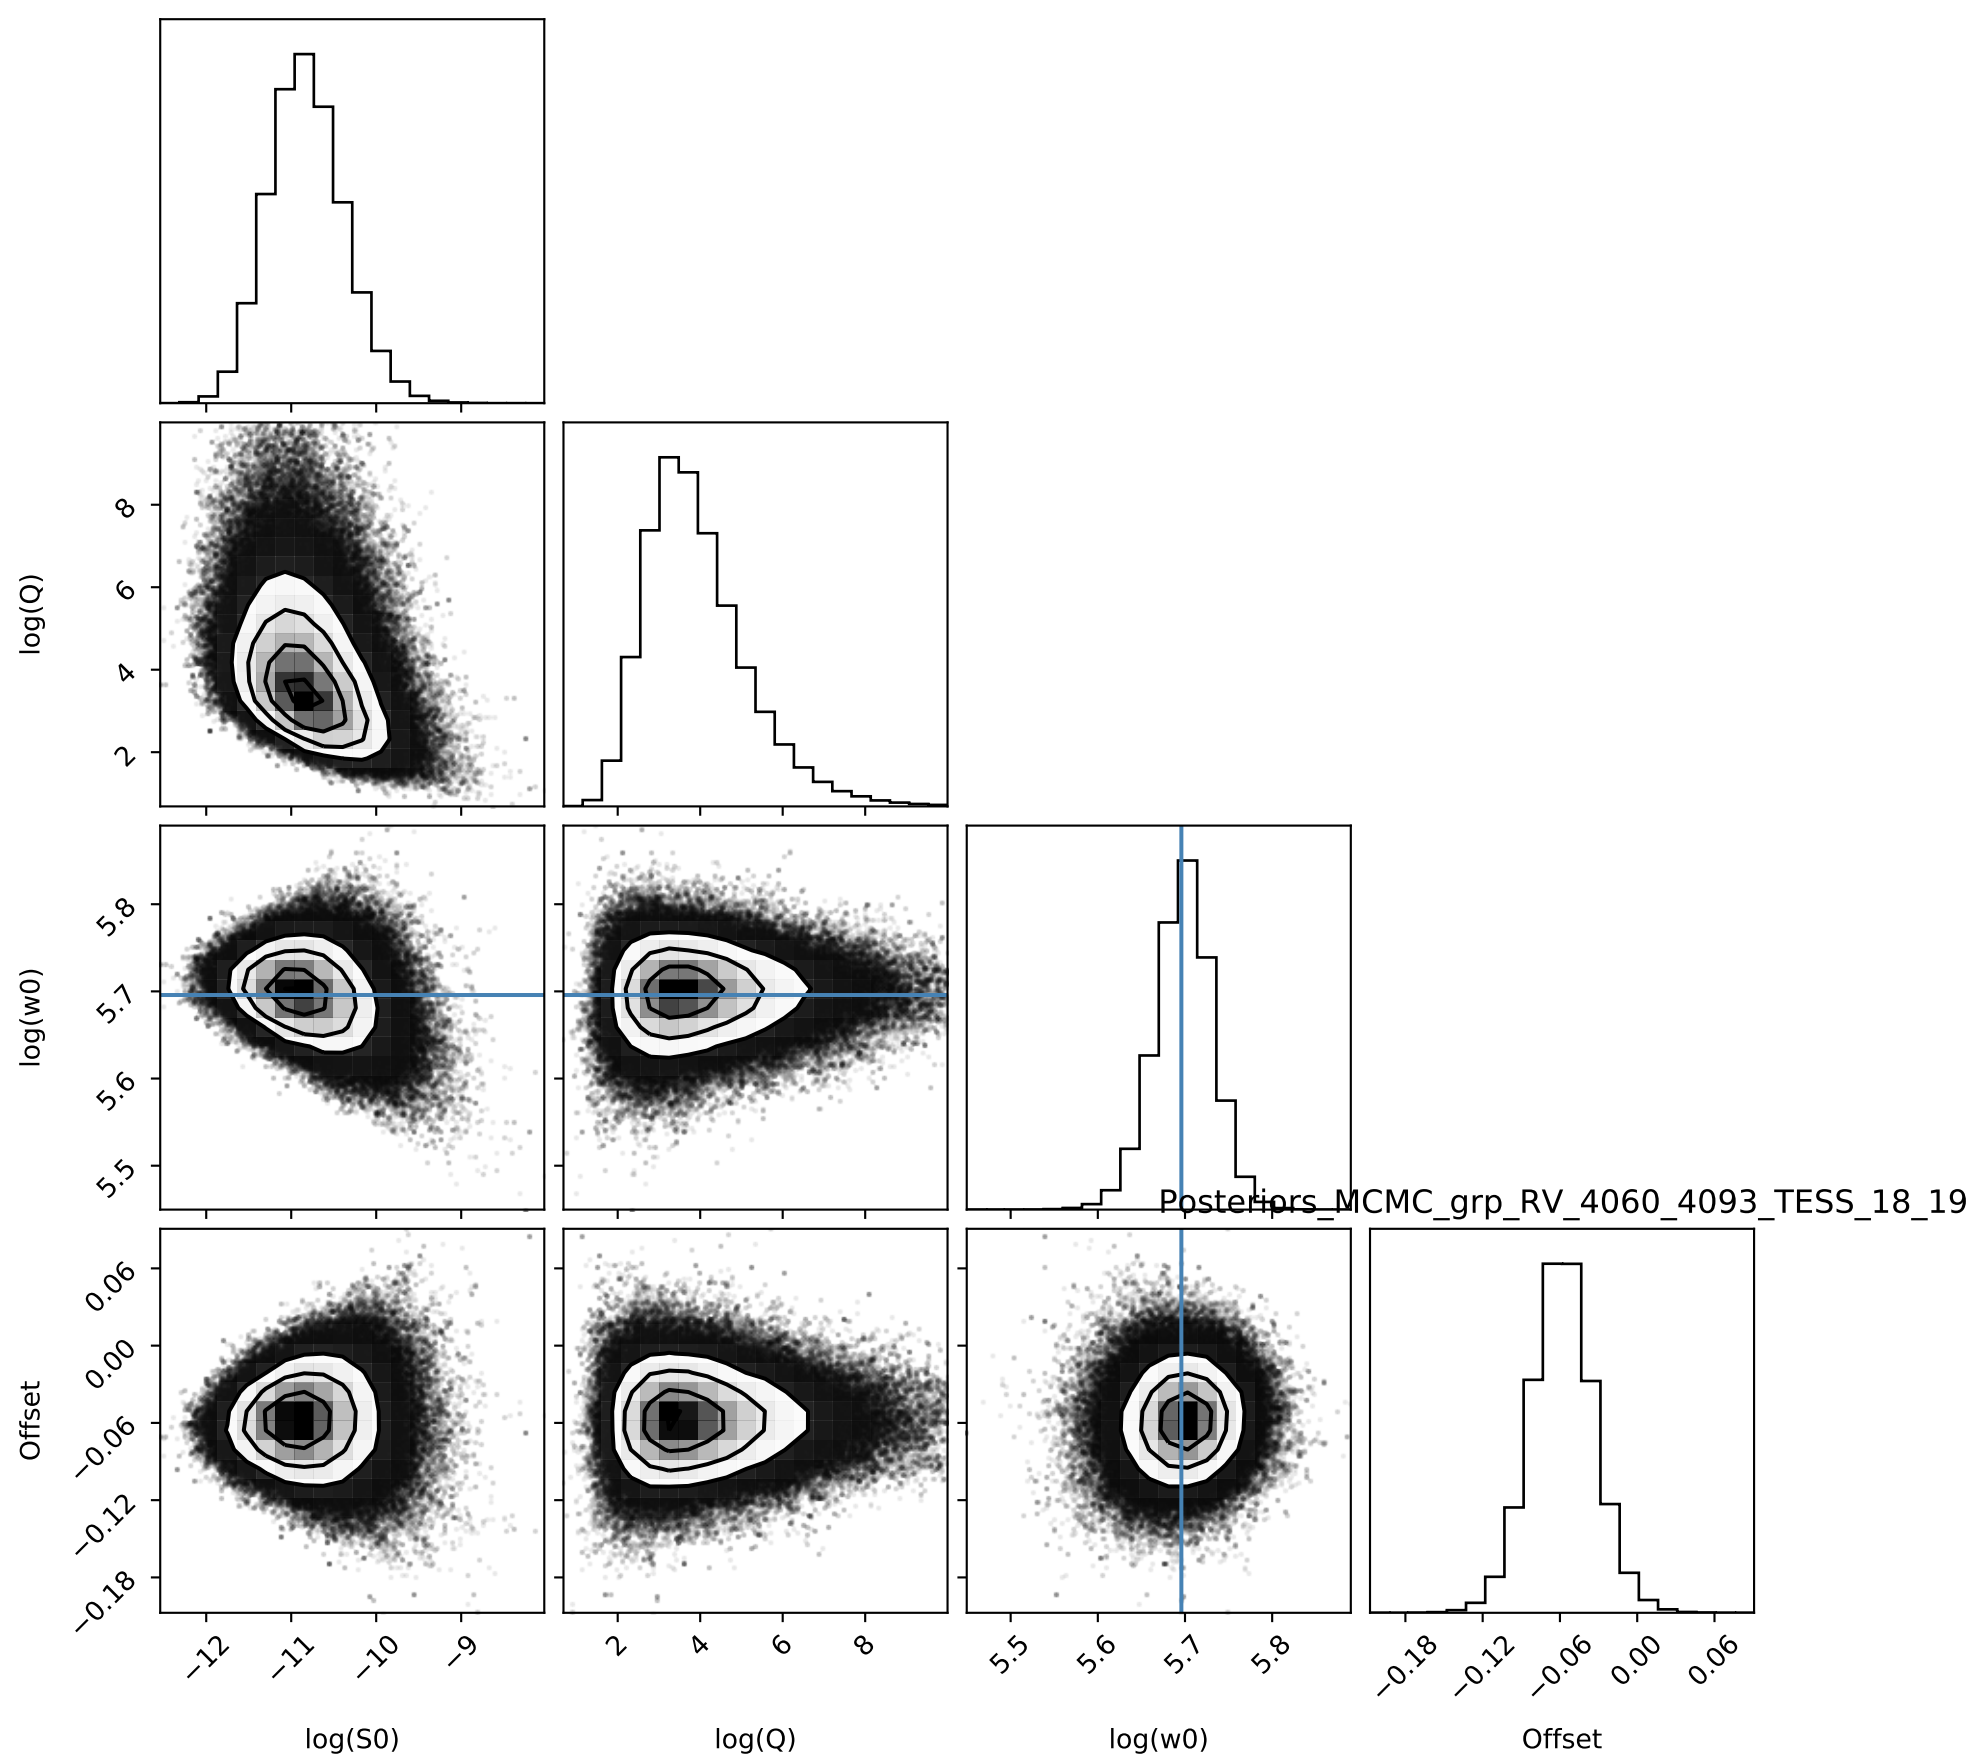 log(Q)
8
6
4
2
log(w0)
5.8
5.7
5.6
5.5
Posteriors_MCMC_grp_RV_4060_4093_TESS_18_19
Offset
0.06
0.00
−0.06
−0.12
−0.18
−12 −11 −10 −9 2 4 6 8 5.5 5.6 5.7 5.8 −0.18 −0.12 −0.06 0.00 0.06
log(S0) log(Q) log(w0) Offset